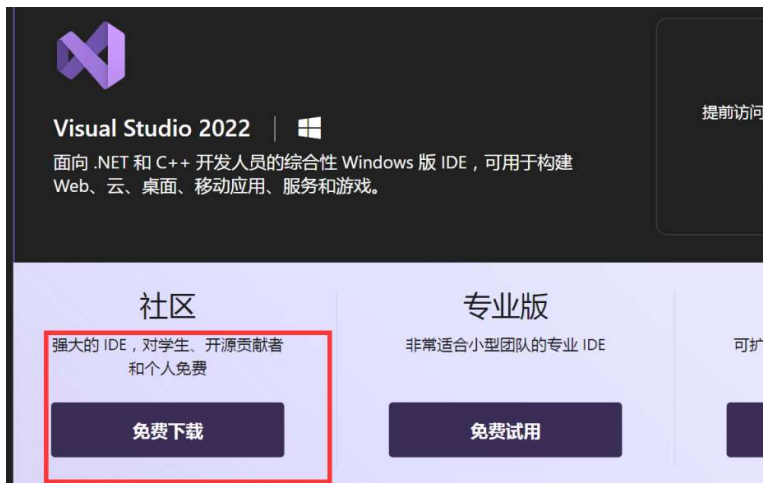 Visual Studio 2022
面向 .NET 和 C++ 开发人员的综合性 Windows 版 IDE，可用于构建
Web、云、桌面、移动应用、服务和游戏。
提前访问
社区
强大的 IDE，对学生、开源贡献者
和个人免费
免费下载
专业版
非常适合小型团队的专业 IDE
免费试用
可扩